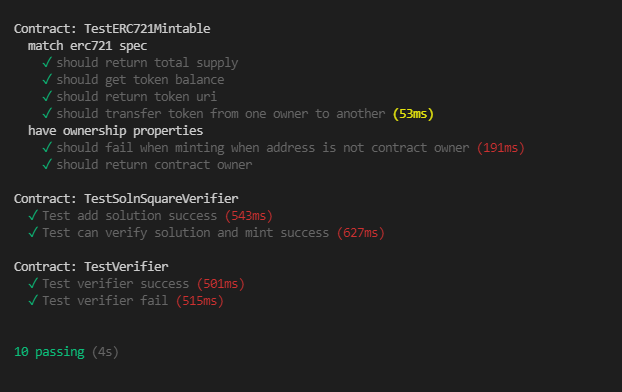 Contract: TestERC721Mintable
match erc721 spec
✓ should return total supply
✓ should get token balance
✓ should return token uri
✓ should transfer token from one owner to another (53ms)
have ownership properties
✓ should fail when minting when address is not contract owner (191ms)
✓ should return contract owner
Contract: TestSolnSquareVerifier
✓ Test add solution success (543ms)
✓ Test can verify solution and mint success (627ms)
Contract: TestVerifier
✓ Test verifier success (501ms)
✓ Test verifier fail (515ms)
10 passing (4s)